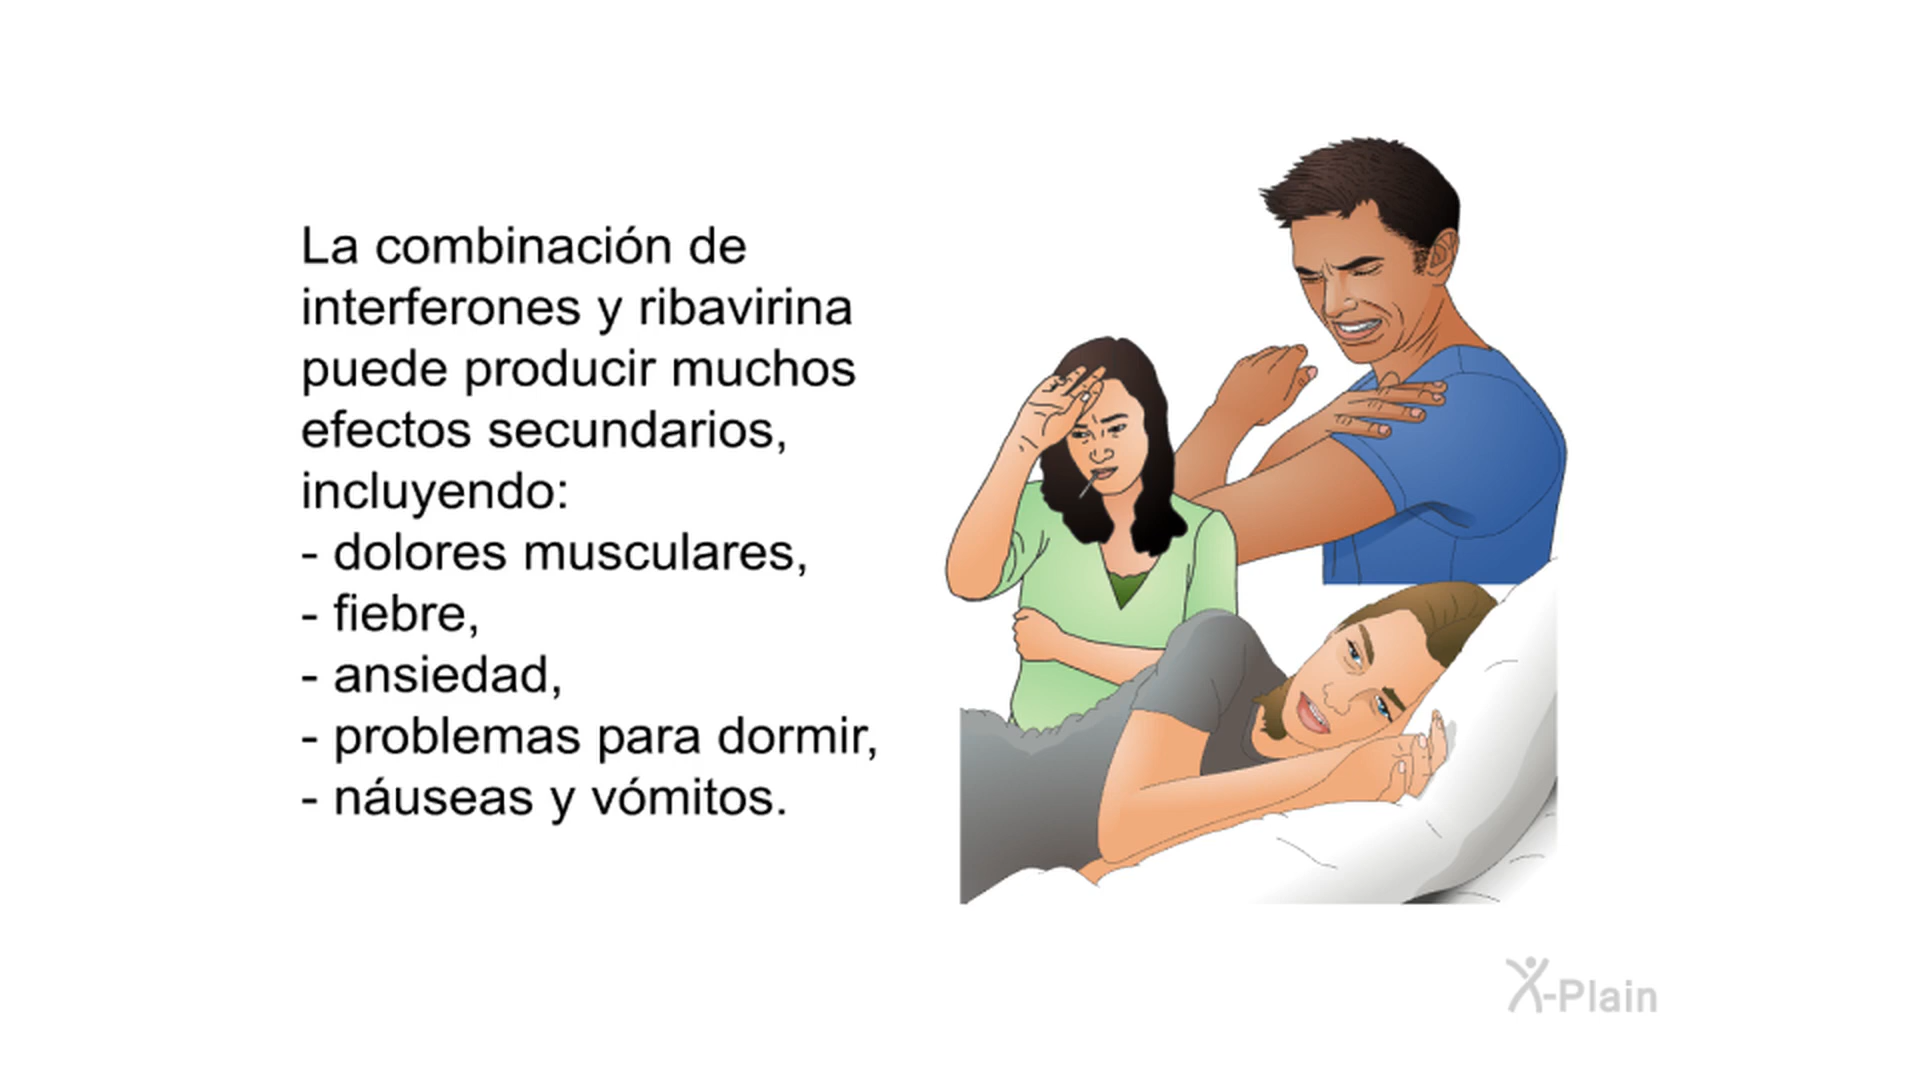 La combinación de
interferones y ribavirina
puede producir muchos
efectos secundarios,
incluyendo:
- dolores musculares,
- fiebre,
- ansiedad,
- problemas para dormir,
- náuseas y vómitos.
X-Plain